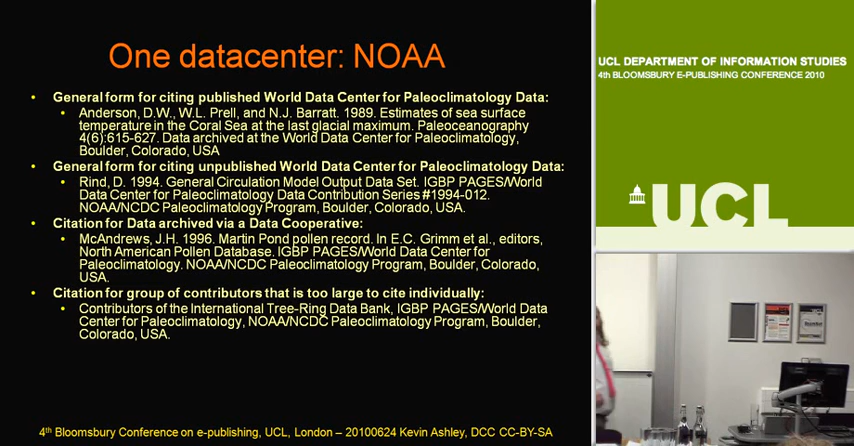 One datacenter: NOAA
• General form for citing published World Data Center for Paleoclimatology Data:
• Anderson, D.W., W.L. Prell, and N.J. Barratt. 1989. Estimates of sea surface
temperature in the Coral Sea at the last glacial maximum. Paleoceanography
4(6):615-627. Data archived at the World Data Center for Paleoclimatology,
Boulder, Colorado, USA
• General form for citing unpublished World Data Center for Paleoclimatology Data:
• Rind, D. 1994. General Circulation Model Output Data Set. IGBP PAGES/World
Data Center for Paleoclimatology Data Contribution Series #1994-012.
NOAA/NCDC Paleoclimatology Program, Boulder, Colorado, USA.
• Citation for Data archived via a Data Cooperative:
• McAndrews, J.H. 1996. Martin Pond pollen record. In E.C. Grimm et al., editors,
North American Pollen Database. IGBP PAGES/World Data Center for
Paleoclimatology. NOAA/NCDC Paleoclimatology Program, Boulder, Colorado,
USA.
• Citation for group of contributors that is too large to cite individually:
• Contributors of the International Tree-Ring Data Bank, IGBP PAGES/World Data
Center for Paleoclimatology, NOAA/NCDC Paleoclimatology Program, Boulder,
Colorado, USA.
4th Bloomsbury Conference on e-publishing, UCL, London – 20100624 Kevin Ashley, DCC CC-BY-SA
UCL DEPARTMENT OF INFORMATION STUDIES
4th BLOOMSBURY E-PUBLISHING CONFERENCE 2010
UCL